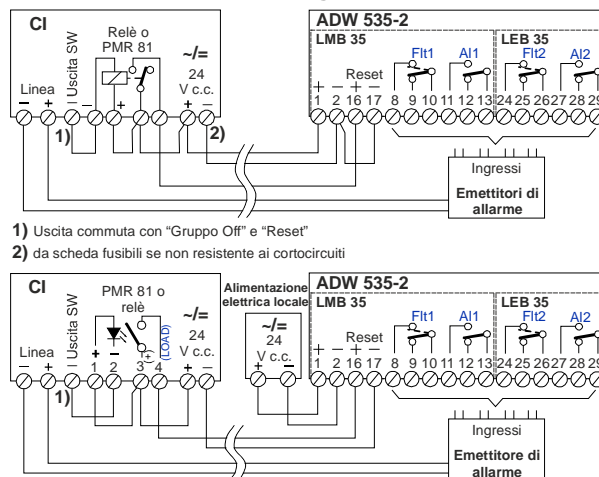 CI
Relè o
PMR 81
~/=
24
V c.c.
Linea
Uscita SW
– + – + + –
1)
2)
ADW 535-2
LMB 35
LEB 35
Flt1 Al1 Flt2 Al2
Reset
+ – + –
1 2 16 17 8 9 10 11 12 13 24 25 26 27 28 29
Ingressi
Emettitori di
allarme
1) Uscita commuta con “Gruppo Off” e “Reset”
2) da scheda fusibili se non resistente ai cortocircuiti
CI
PMR 81 o
relè
~/=
24
V c.c.
Linea
Uscita SW
(+)
(LOAD)
– + + – + –
1 2 3 4
1)
Alimentazione
elettrica locale
~/=
24
V c.c.
+ –
ADW 535-2
LMB 35
LEB 35
Flt1 Al1 Flt2 Al2
Reset
+ – + –
1 2 16 17 8 9 10 11 12 13 24 25 26 27 28 29
Ingressi
Emettitore di
allarme